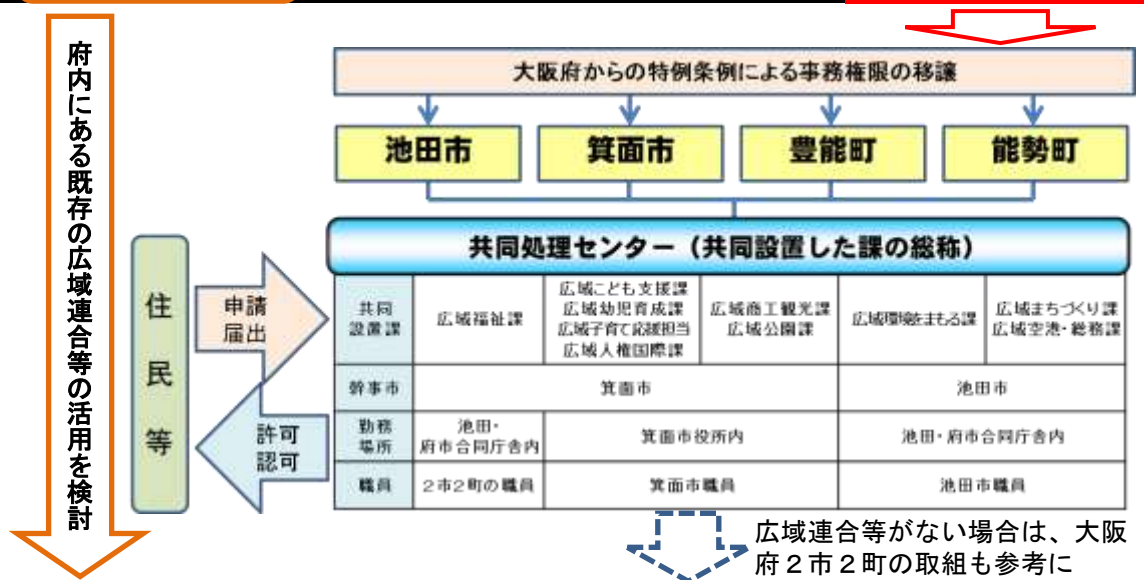 府内にある既存の広域連合等の活用を検討
大阪府からの特例条例による事務権限の移譲
池田市
箕面市
豊能町
能勢町
共同処理センター（共同設置した課の総称）
住民等
申請
届出
許可
認可
共同
設置課
広域福祉課
広域こども支援課
広域幼児育成課
広域子育て応援担当
広域人権国際課
広域商工観光課
広域公園課
広域環境をまもる課
広域まちづくり課
広域空港・総務課
幹事市
箕面市
池田市
勤務
場所
池田・
府市合同庁舎内
箕面市役所内
池田・府市合同庁舎内
職員
２市２町の職員
箕面市職員
池田市職員
広域連合等がない場合は、大阪
府２市２町の取組も参考に